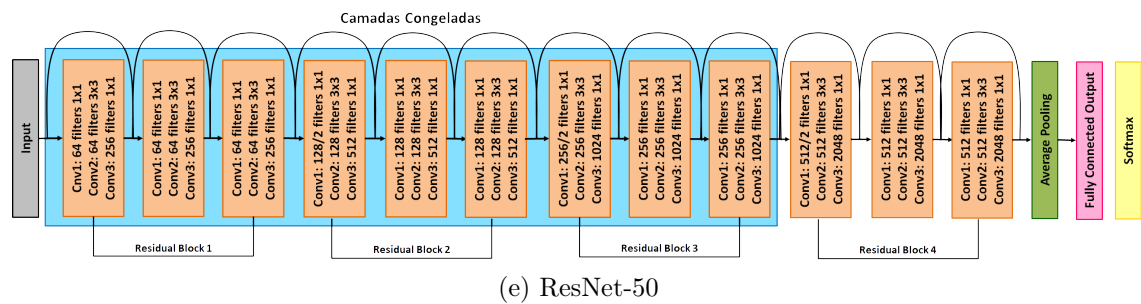 Camadas Congeladas
Input
Cnv1: 64 filters 1x1
Conv2: 64 filters 3x3
Conv3: 256 filters 1x1
Conv1: 64 filters 1x1
Conv2: 64 filters 3x3
Conv3: 256 filters 1x1
Conv1: 64 filters 1x1
Conv2: 64 filters 3x3
Conv3: 256 filters 1x1
Conv1: 128/2 filters 1x1
Conv2: 128 filters 3x3
Conv3: 512 filters 1x1
Conv1: 128 filters 1x1
Conv2: 128 filters 3x3
Conv3: 512 filters 1x1
Conv1: 128 filters 1x1
Conv2: 128 filters 3x3
Conv3: 512 filters 1x1
Conv1: 256/2 filters 1x1
Conv2: 256 filters 3x3
Conv3: 1024 filters 1x1
Conv1: 256 filters 1x1
Conv2: 256 filters 3x3
Conv3: 1024 filters 1x1
Conv1: 256 filters 1x1
Conv2: 256 filters 3x3
Conv3: 1024 filters 1x1
Conv1: 512/2 filters 1x1
Conv2: 512 filters 3x3
Conv3: 2048 filters 1x1
Conv1: 512 filters 1x1
Conv2: 512 filters 3x3
Conv3: 2048 filters 1x1
Conv1: 512 filters 1x1
Conv2: 512 filters 3x3
Conv3: 2048 filters 1x1
Average Pooling
Fully Connected Output
Softmax
Residual Block 1
Residual Block 2
Residual Block 3
Residual Block 4
(e) ResNet-50